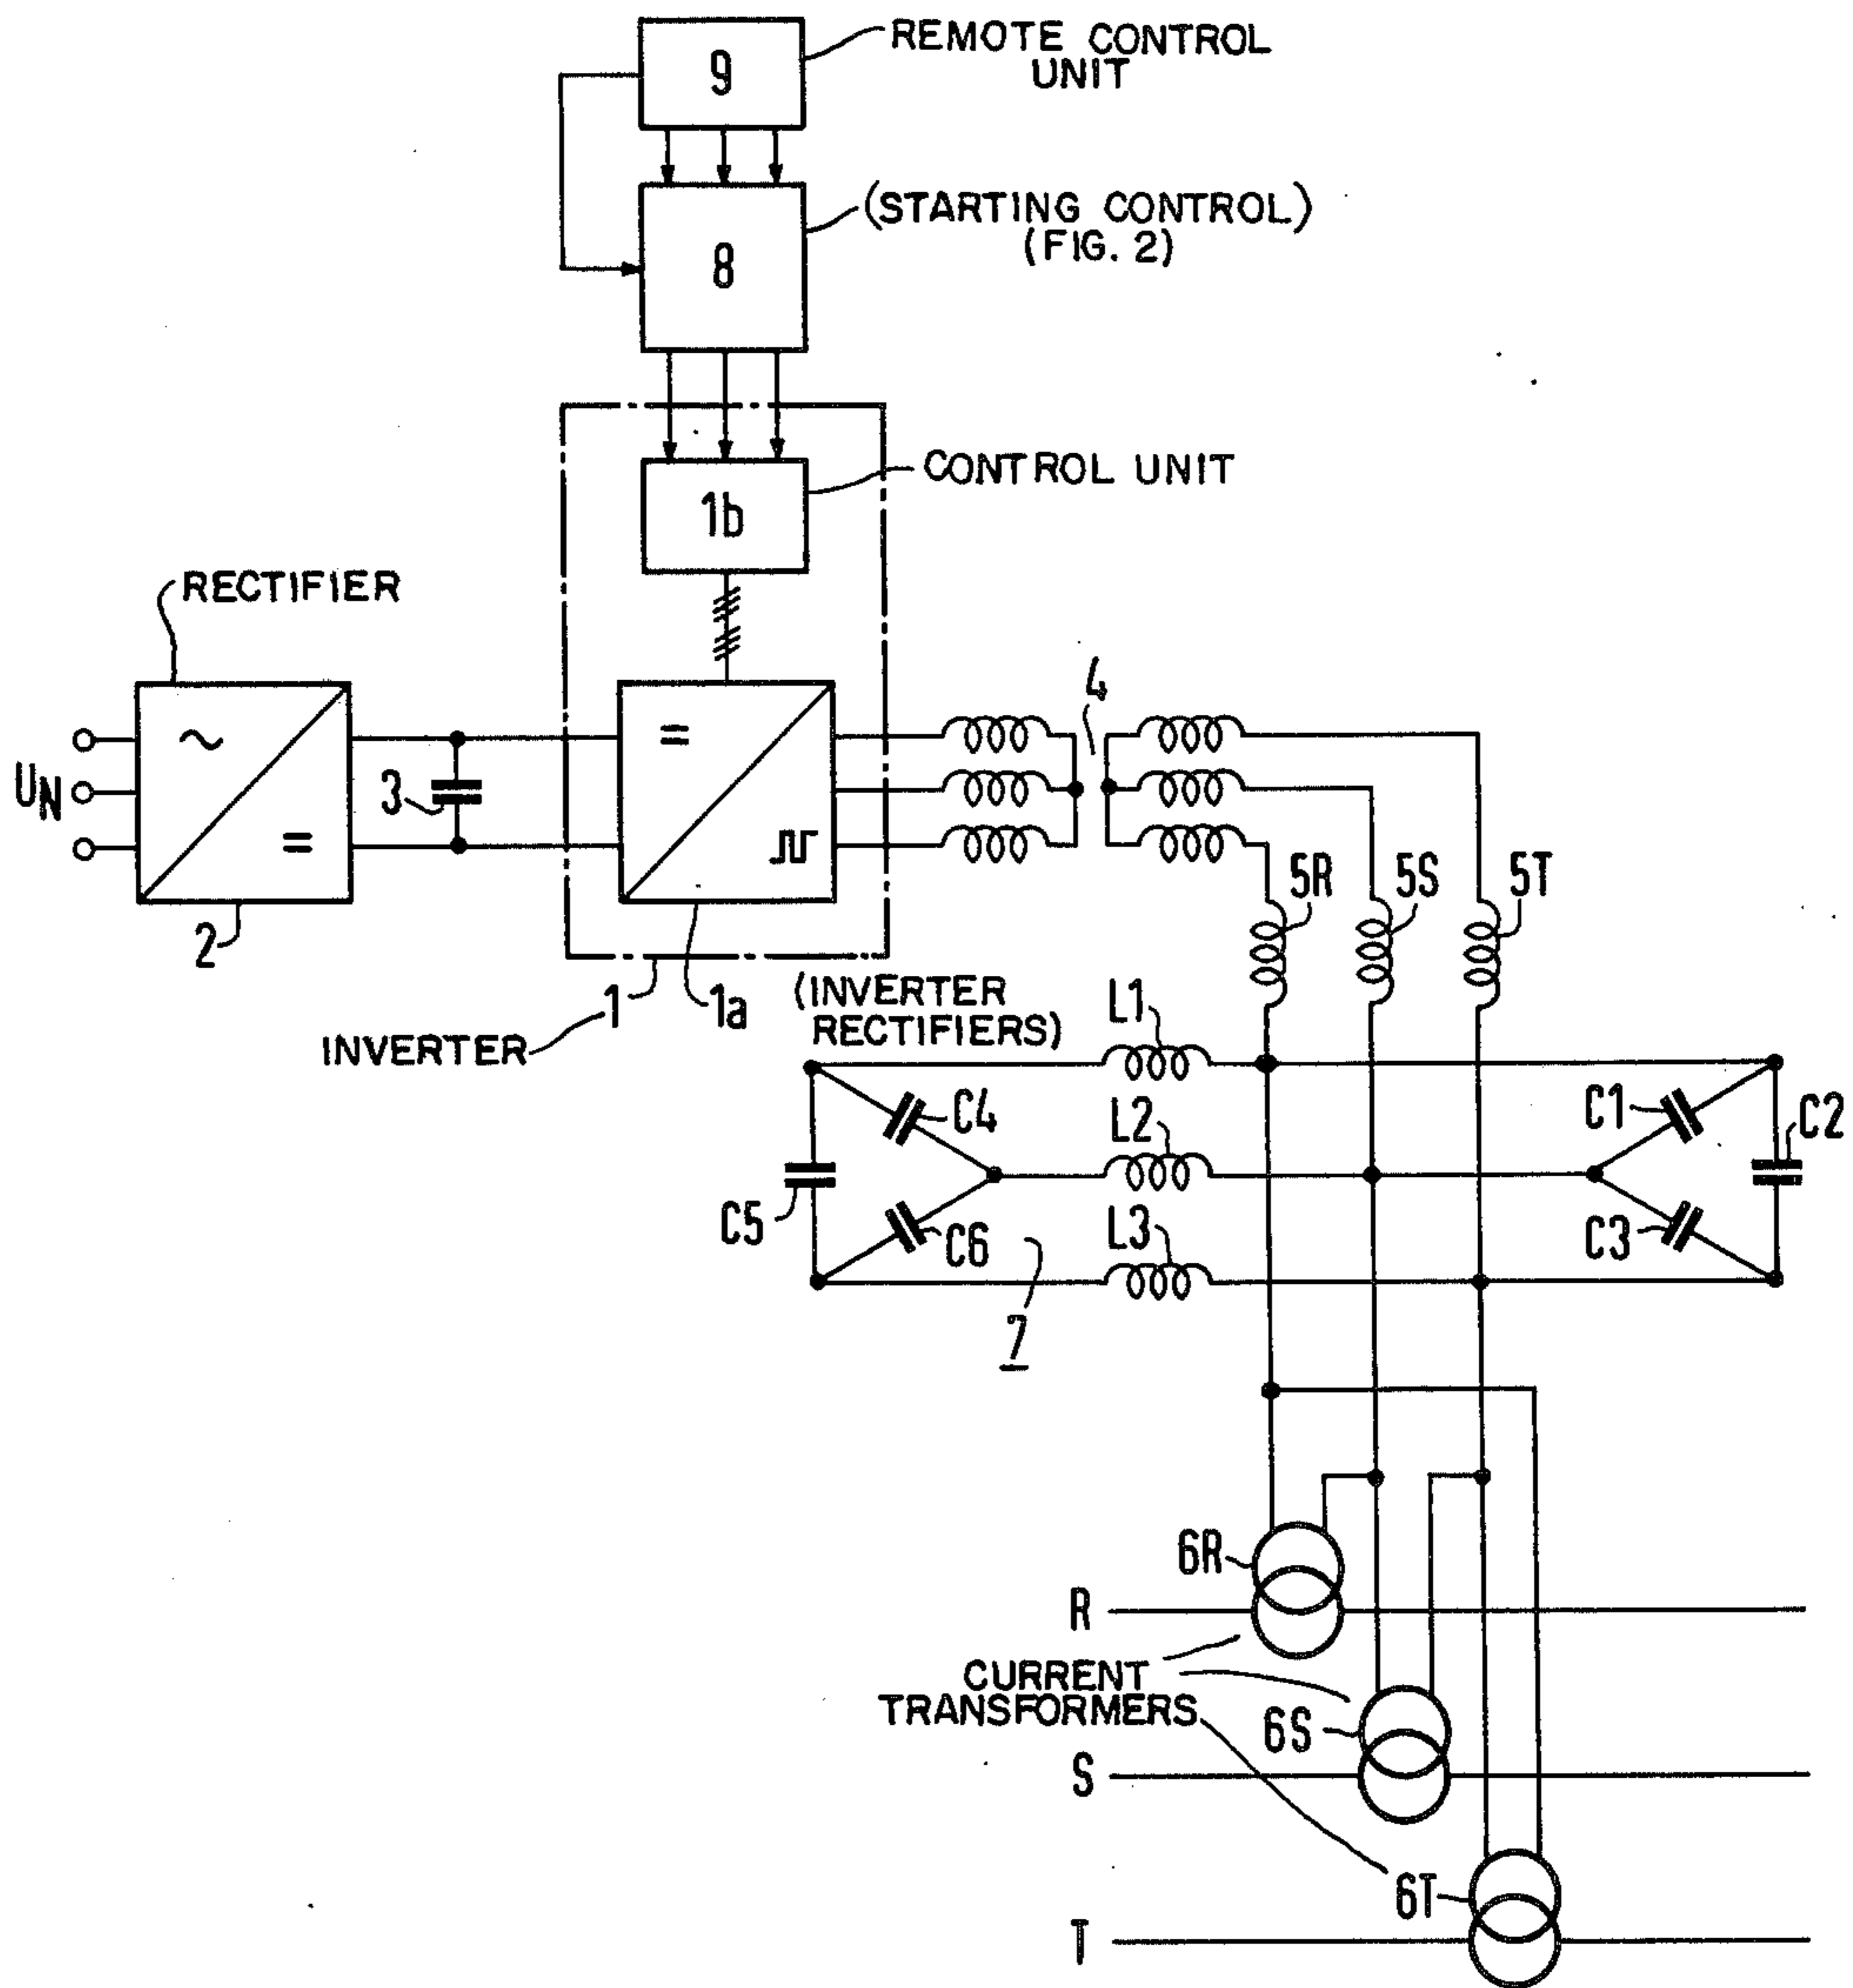 9
REMOTE CONTROL
UNIT
(STARTING CONTROL)
(FIG. 2)
8
CONTROL UNIT
1b
RECTIFIER
~
=
=
UN
3
4
2
1
1a
INVERTER
(INVERTER
RECTIFIERS)
5R
5S
5T
L1
L2
L3
C4
C5
C6
C1
C2
C3
7
6R
R
CURRENT
TRANSFORMERS
6S
S
6T
T